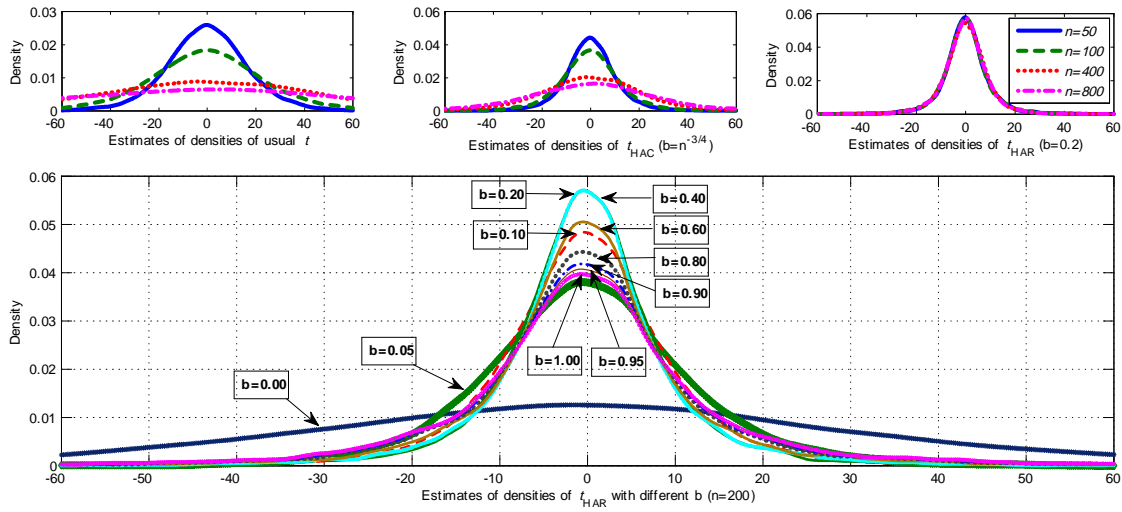 0.03
0.02
0.01
0
Density
-60 -40 -20 0 20 40 60
Estimates of densities of usual t
0.06
0.04
0.02
0
Density
-60 -40 -20 0 20 40 60
Estimates of densities of t_HAC (b=n^-3/4)
0.06
0.04
0.02
0
Density
n=50
n=100
n=400
n=800
-60 -40 -20 0 20 40 60
Estimates of densities of t_HAR (b=0.2)
0.06
0.05
0.04
0.03
0.02
0.01
0
Density
b=0.20
b=0.40
b=0.10
b=0.60
b=0.80
b=0.90
b=0.05
b=1.00
b=0.95
b=0.00
-60 -50 -40 -30 -20 -10 0 10 20 30 40 50 60
Estimates of densities of t_HAR with different b (n=200)